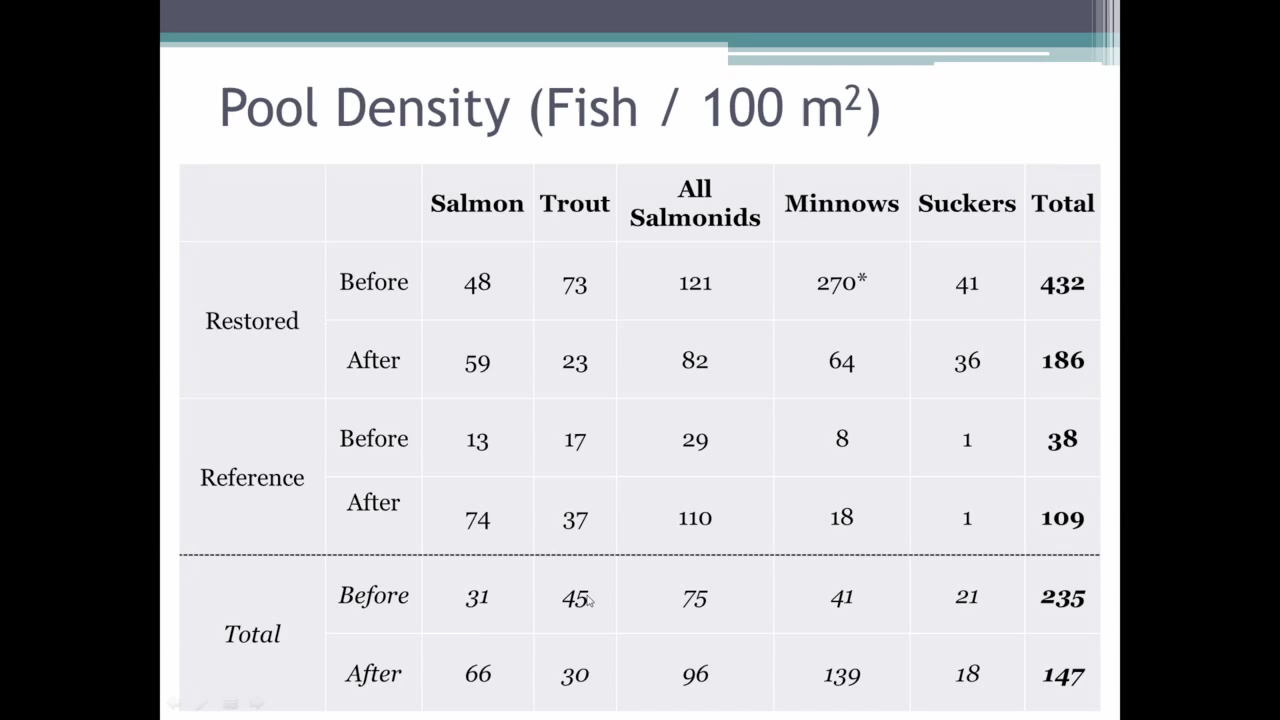 Pool Density (Fish / 100 m²)
Salmon Trout All Salmonids Minnows Suckers Total
Restored
Before 48 73 121 270* 41 432
After 59 23 82 64 36 186
Reference
Before 13 17 29 8 1 38
After 74 37 110 18 1 109
Total
Before 31 45 75 41 21 235
After 66 30 96 139 18 147